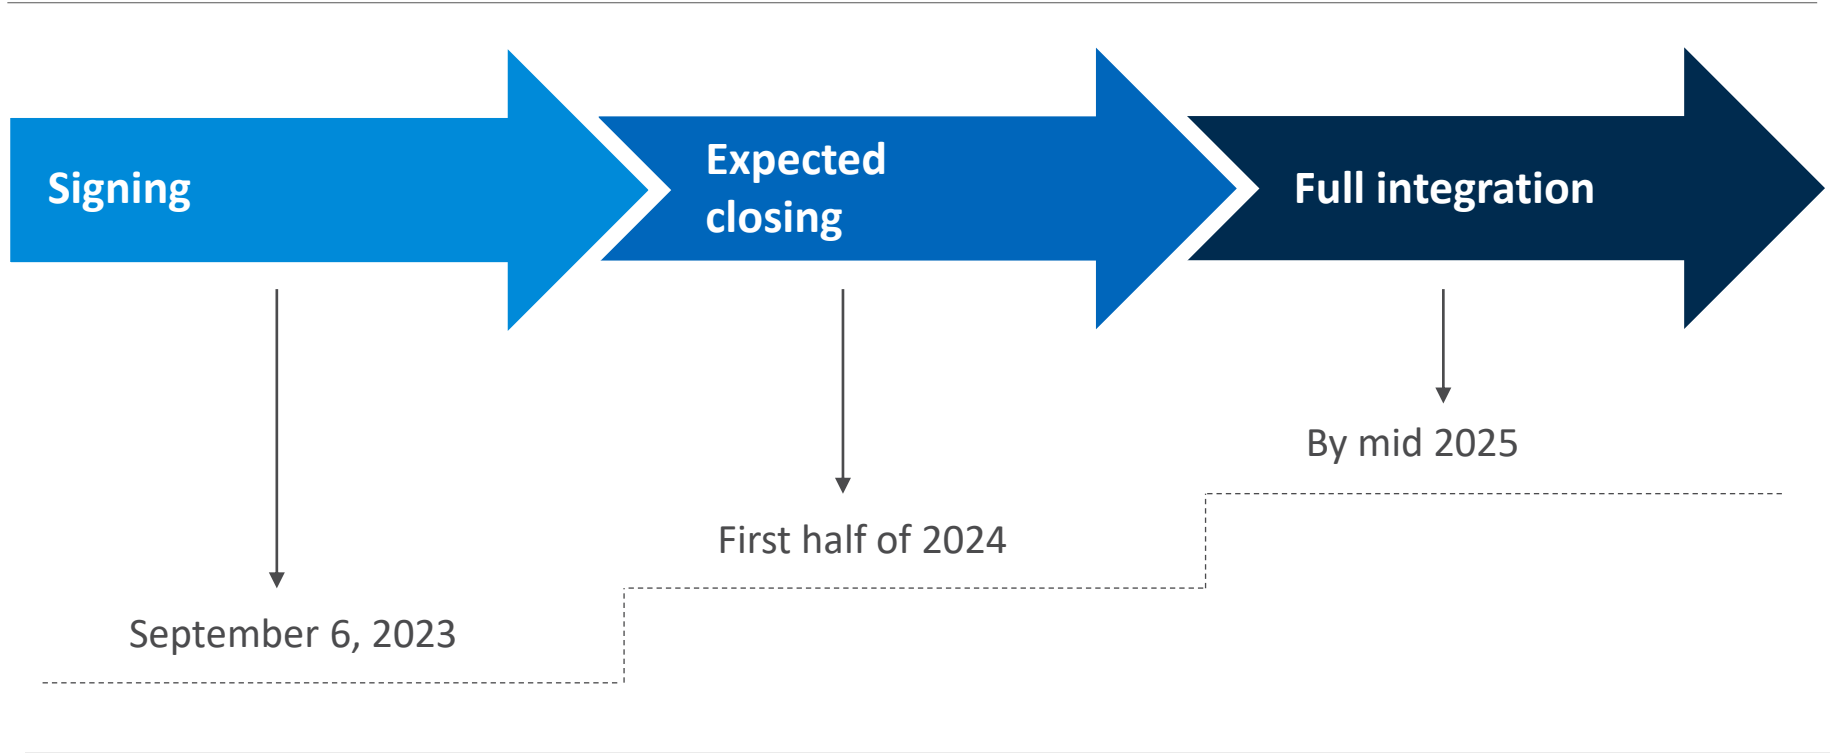 Signing
Expected
closing
Full integration
By mid 2025
First half of 2024
September 6, 2023